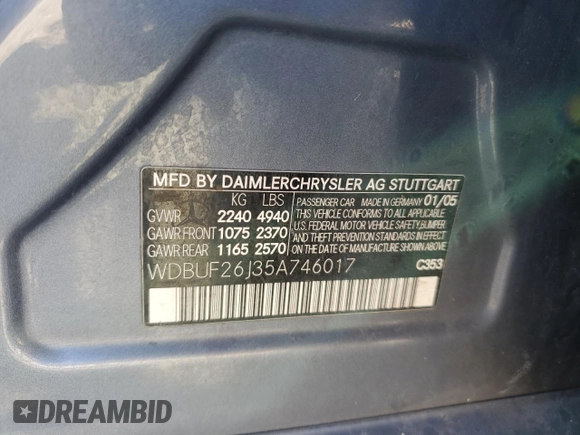 MFD BY DAIMLERCHRYSLER AG STUTTGART
KG LBS
GVWR 2240 4940
GAWR FRONT 1075 2370
GAWR REAR 1165 2570
PASSENGER CAR MADE IN GERMANY 01/05
THIS VEHICLE CONFORMS TO ALL APPLICABLE
U.S. FEDERAL MOTOR VEHICLE SAFETY, BUMPER,
AND THEFT PREVENTION STANDARDS IN EFFECT
ON THE DATE OF MANUFACTURE SHOWN ABOVE.
WDBUF26J35A746017
C353
DREAMBID